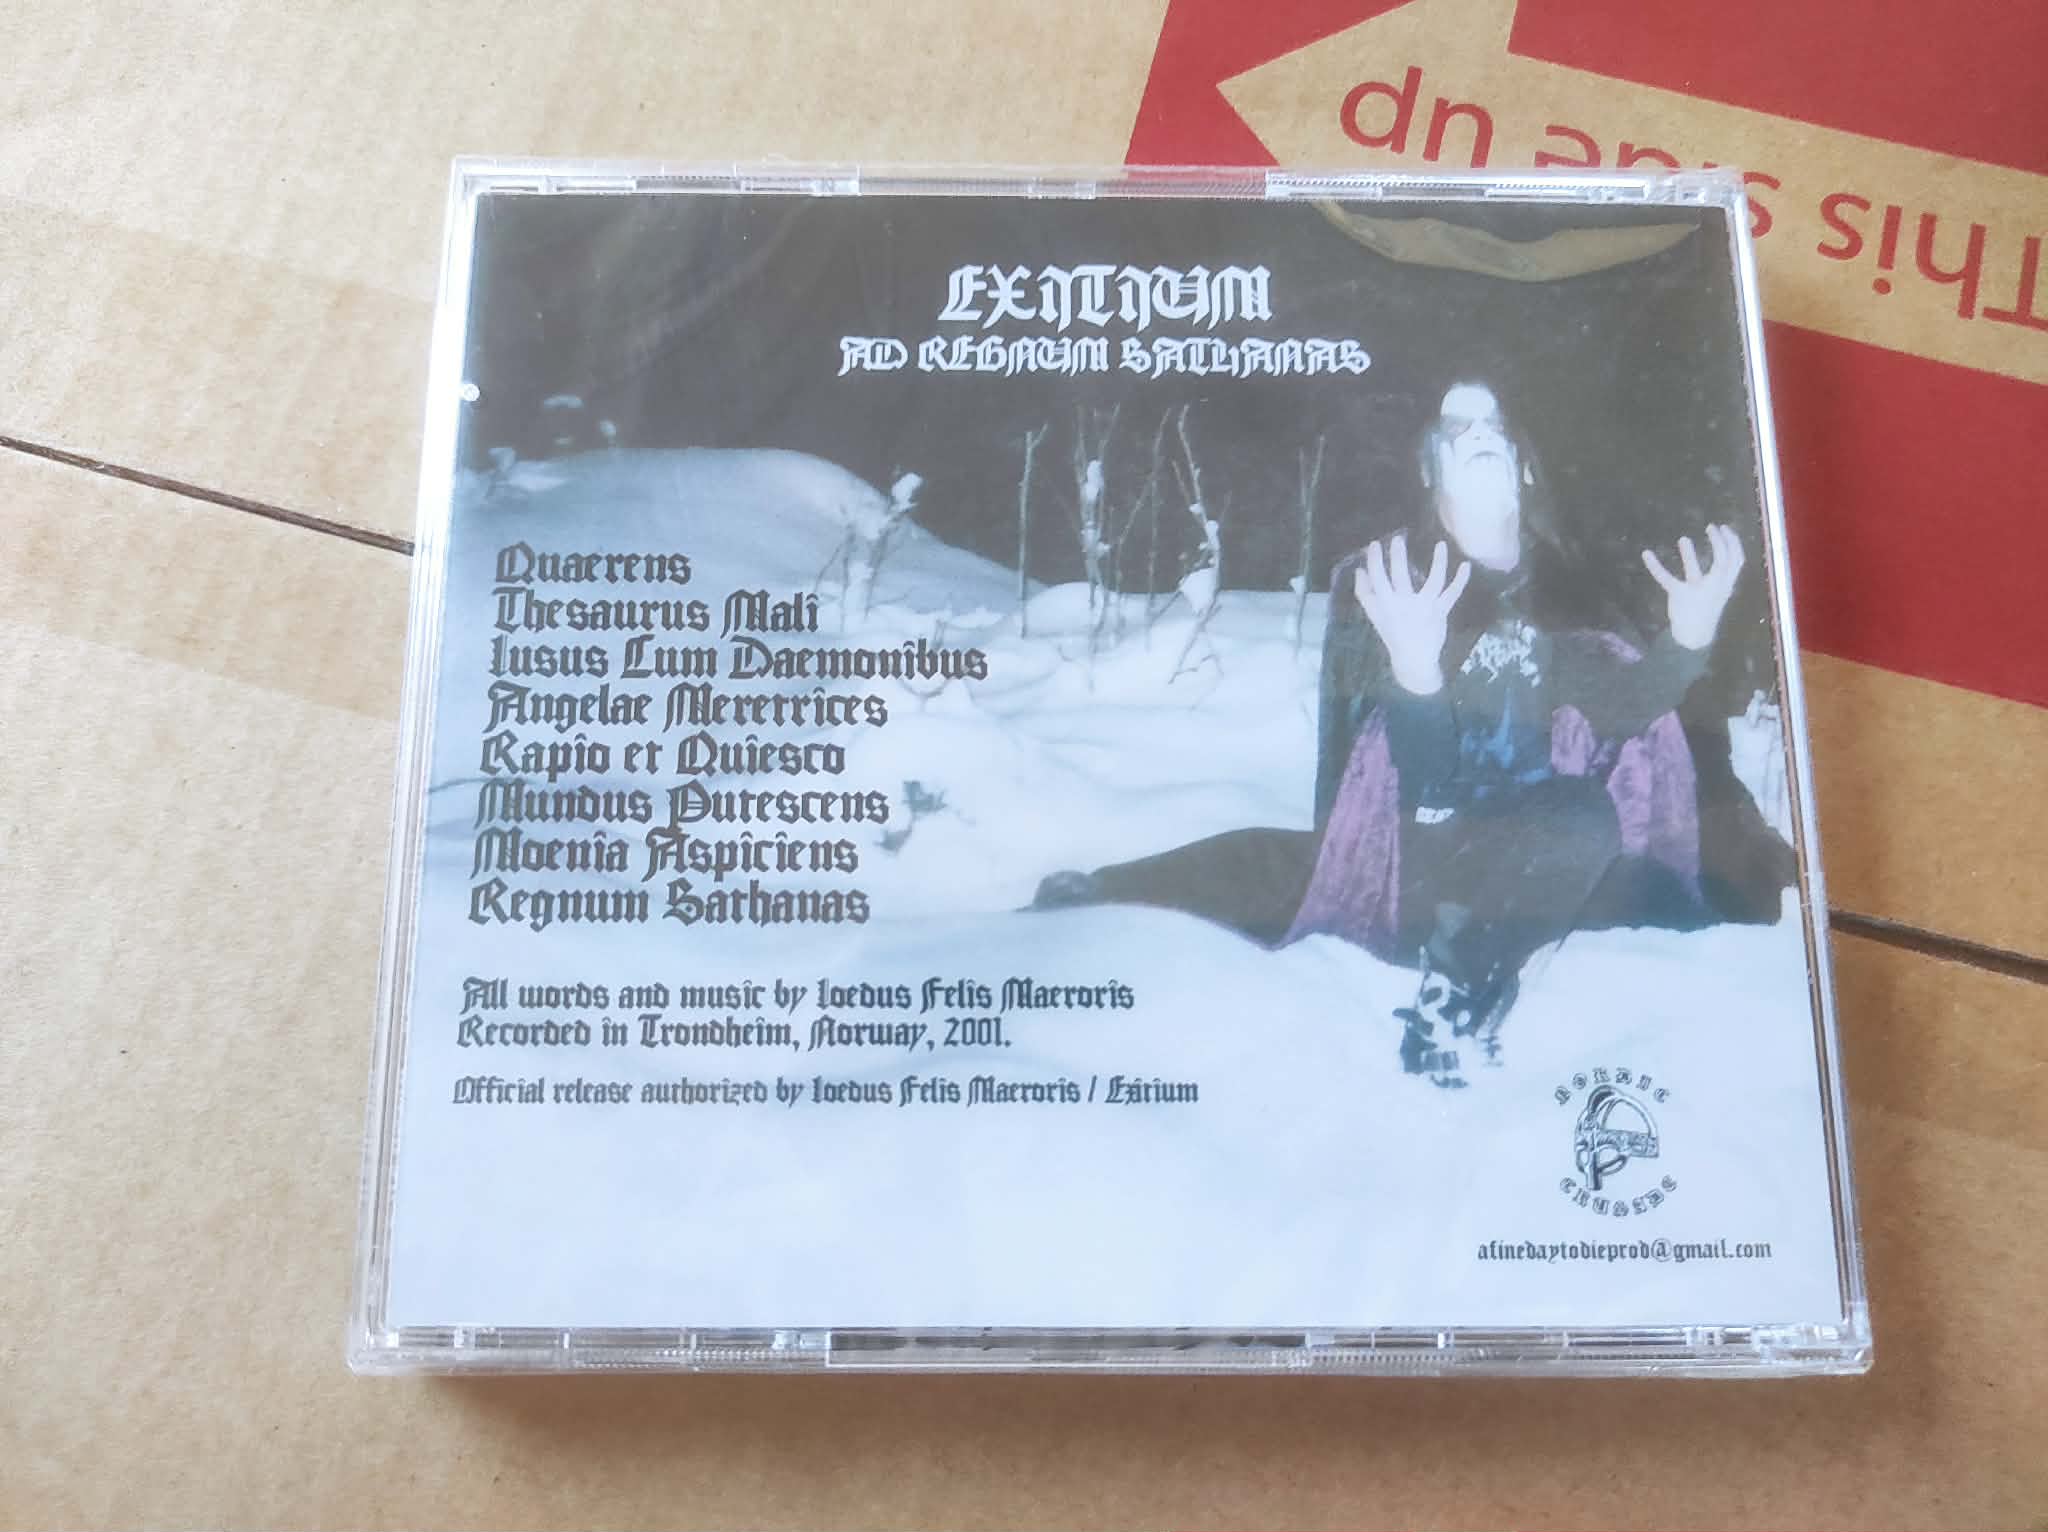 EXITIUM
AD REGNUM SATHANAS
Quaerens
Thesaurus Mali
Iusus Cum Daemonibus
Angelae Meretrices
Rapio et Quiesco
Mundus Putescens
Moenia Aspiciens
Regnum Sathanas
All words and music by Ioedus Felis Maeroris
Recorded in Trondheim, Norway, 2001.
Official release authorized by Ioedus Felis Maeroris / Exitium
NORDIC
CRUSADE
afinedaytodieprod@gmail.com
This side up